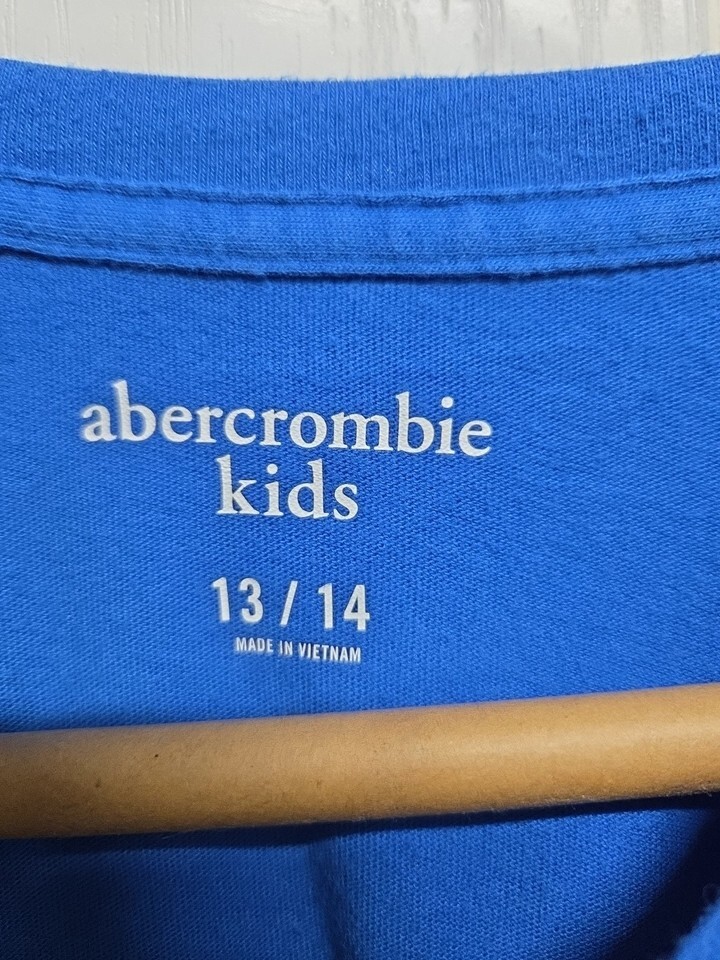 abercrombie
kids
13 / 14
MADE IN VIETNAM